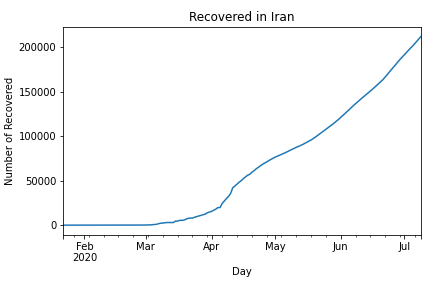 Recovered in Iran
Number of Recovered
200000
150000
100000
50000
0
Feb Mar Apr May Jun Jul
2020
Day